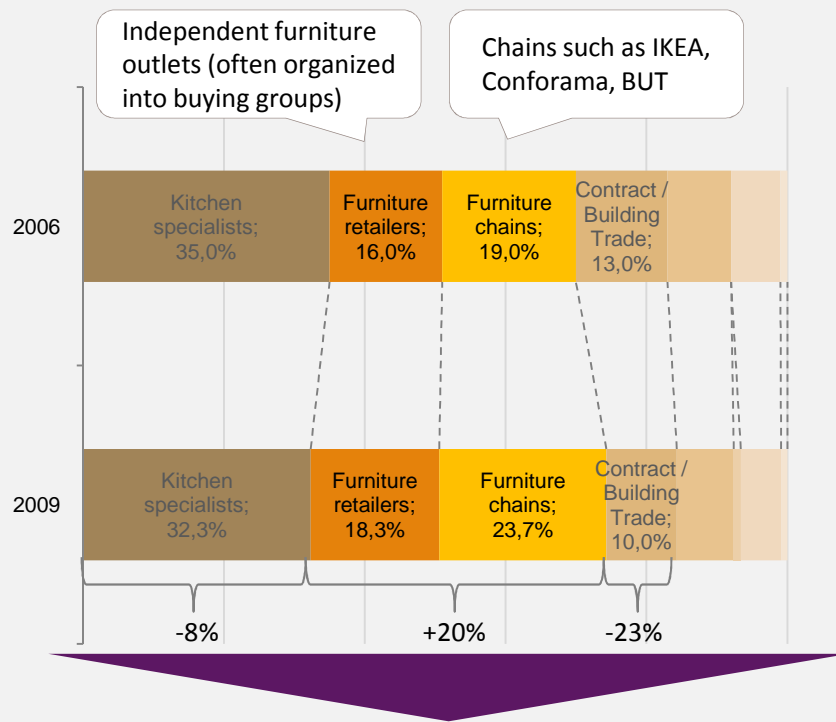 Independent furniture
outlets (often organized
into buying groups)
Chains such as IKEA,
Conforama, BUT
2006
Kitchen
specialists;
35,0%
Furniture
retailers;
16,0%
Furniture
chains;
19,0%
Contract /
Building
Trade;
13,0%
2009
Kitchen
specialists;
32,3%
Furniture
retailers;
18,3%
Furniture
chains;
23,7%
Contract /
Building
Trade;
10,0%
-8%
+20%
-23%